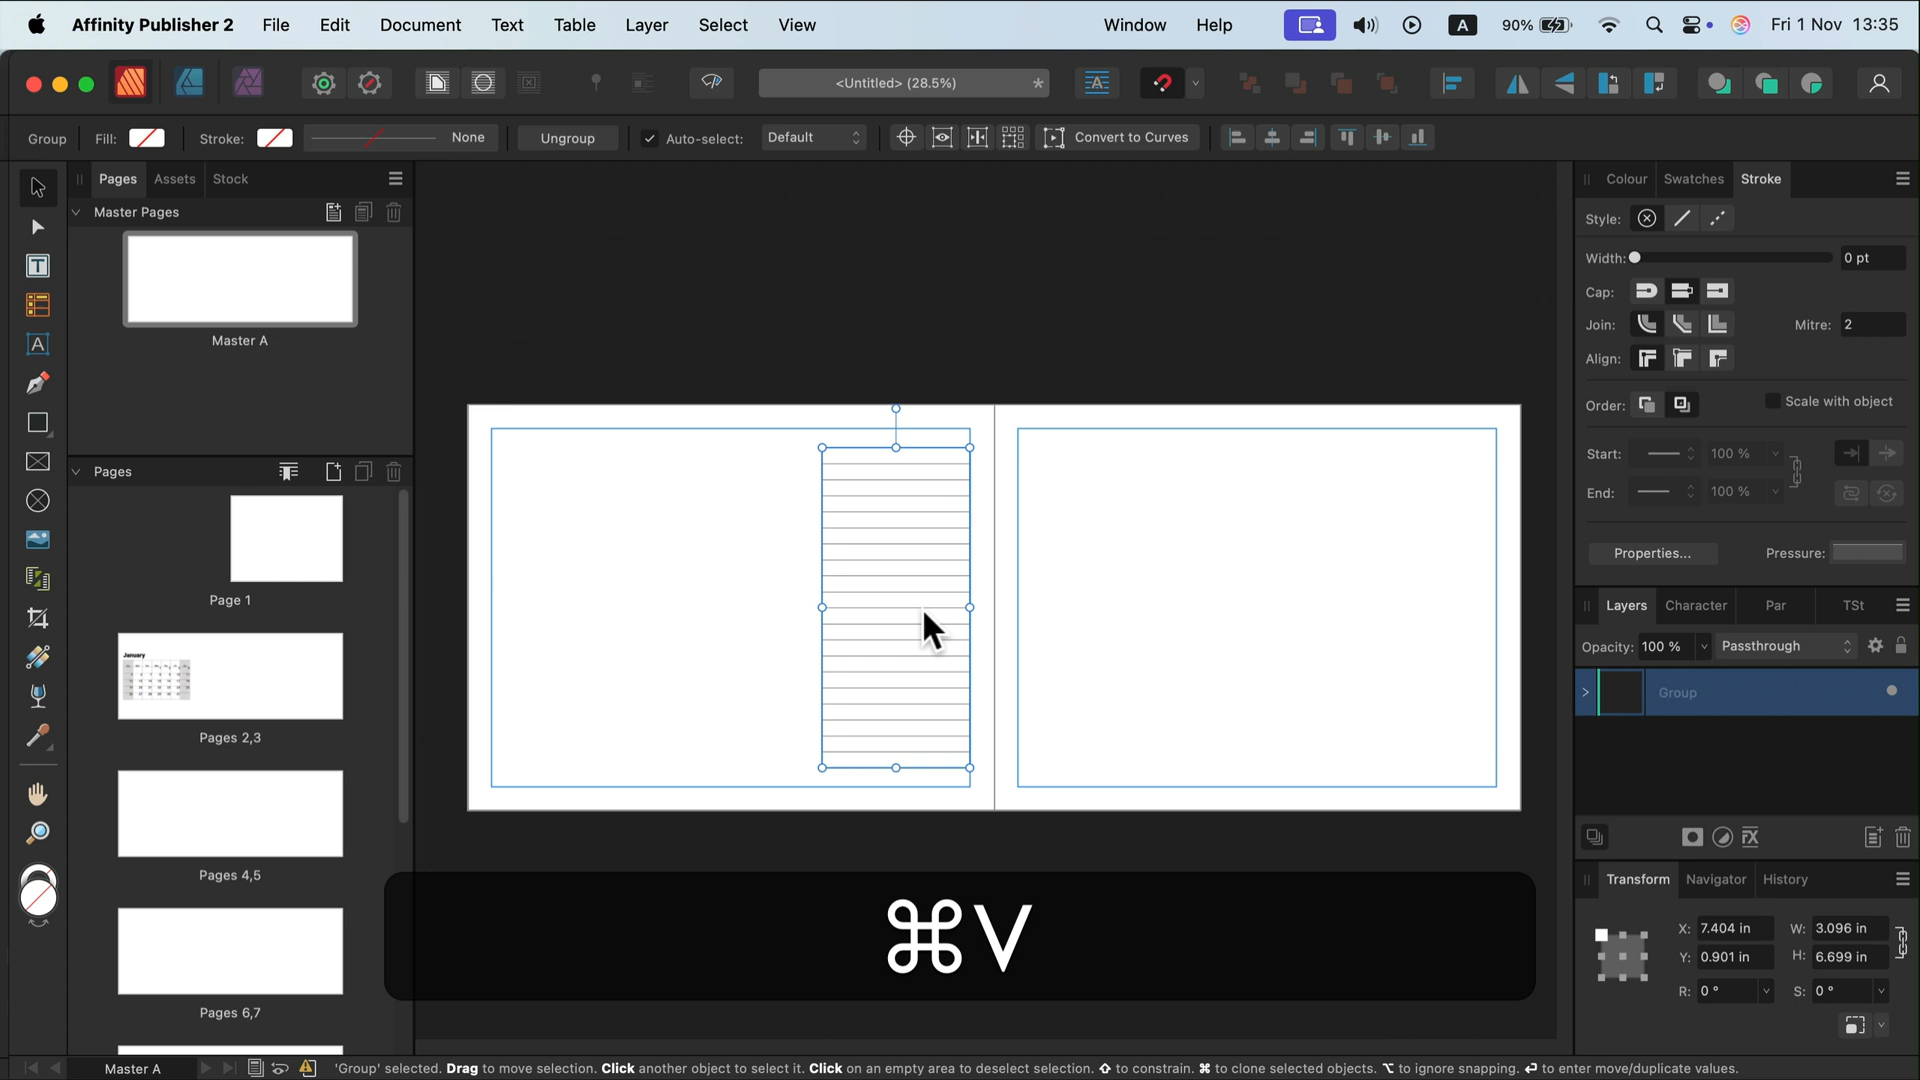 Affinity Publisher 2 File Edit Document Text Table Layer Select View Window Help A 90% Fri 1 Nov 13:35
<Untitled> (28.5%) *
Group Fill: Stroke: None Ungroup Auto-select: Default Convert to Curves
Pages Assets Stock
Master Pages
Master A
Pages
Page 1
January
Pages 2,3
Pages 4,5
Pages 6,7
Colour Swatches Stroke
Style:
Width: 0 pt
Cap:
Join: Mitre: 2
Align:
Order: Scale with object
Start: 100 %
End: 100 %
Properties... Pressure:
Layers Character Par TSt
Opacity: 100 % Passthrough
Group
Transform Navigator History
X: 7.404 in W: 3.096 in
Y: 0.901 in H: 6.699 in
R: 0 ° S: 0 °
⌘V
Master A 'Group' selected. Drag to move selection. Click another object to select it. Click on an empty area to deselect selection. ⇧ to constrain. ⌘ to clone selected objects. ⌥ to ignore snapping. ↵ to enter move/duplicate values.